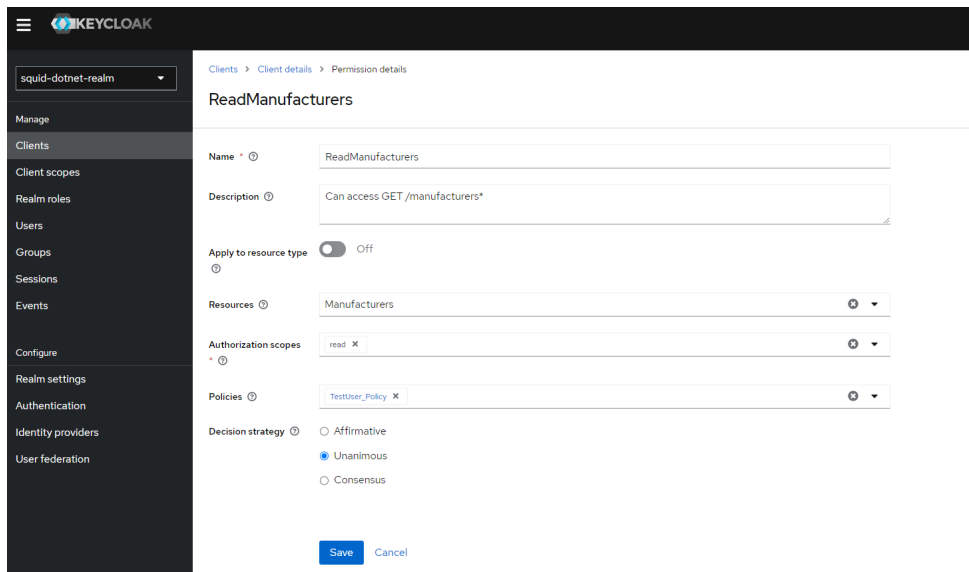 KEYCLOAK
squid-dotnet-realm
Manage
Clients
Client scopes
Realm roles
Users
Groups
Sessions
Events
Configure
Realm settings
Authentication
Identity providers
User federation
Clients > Client details > Permission details
ReadManufacturers
Name * ReadManufacturers
Description Can access GET /manufacturers*
Apply to resource type Off
Resources Manufacturers
Authorization scopes * read
Policies TestUser_Policy
Decision strategy Affirmative
Unanimous
Consensus
Save Cancel